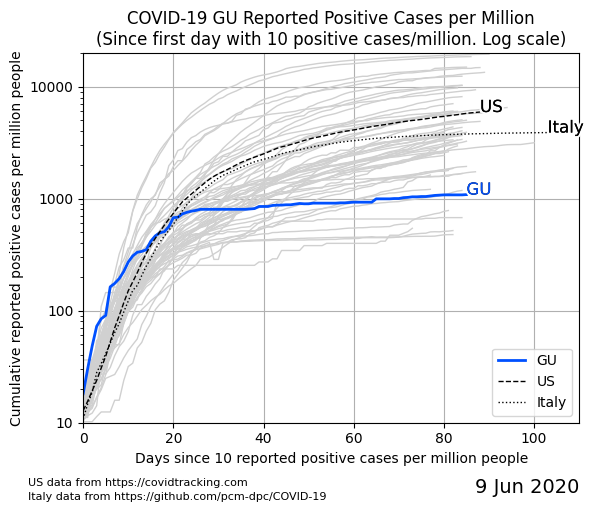 COVID-19 GU Reported Positive Cases per Million
(Since first day with 10 positive cases/million. Log scale)
Cumulative reported positive cases per million people
10000
1000
100
10
US
Italy
GU
GU
US
Italy
0 20 40 60 80 100
Days since 10 reported positive cases per million people
US data from https://covidtracking.com
Italy data from https://github.com/pcm-dpc/COVID-19
9 Jun 2020